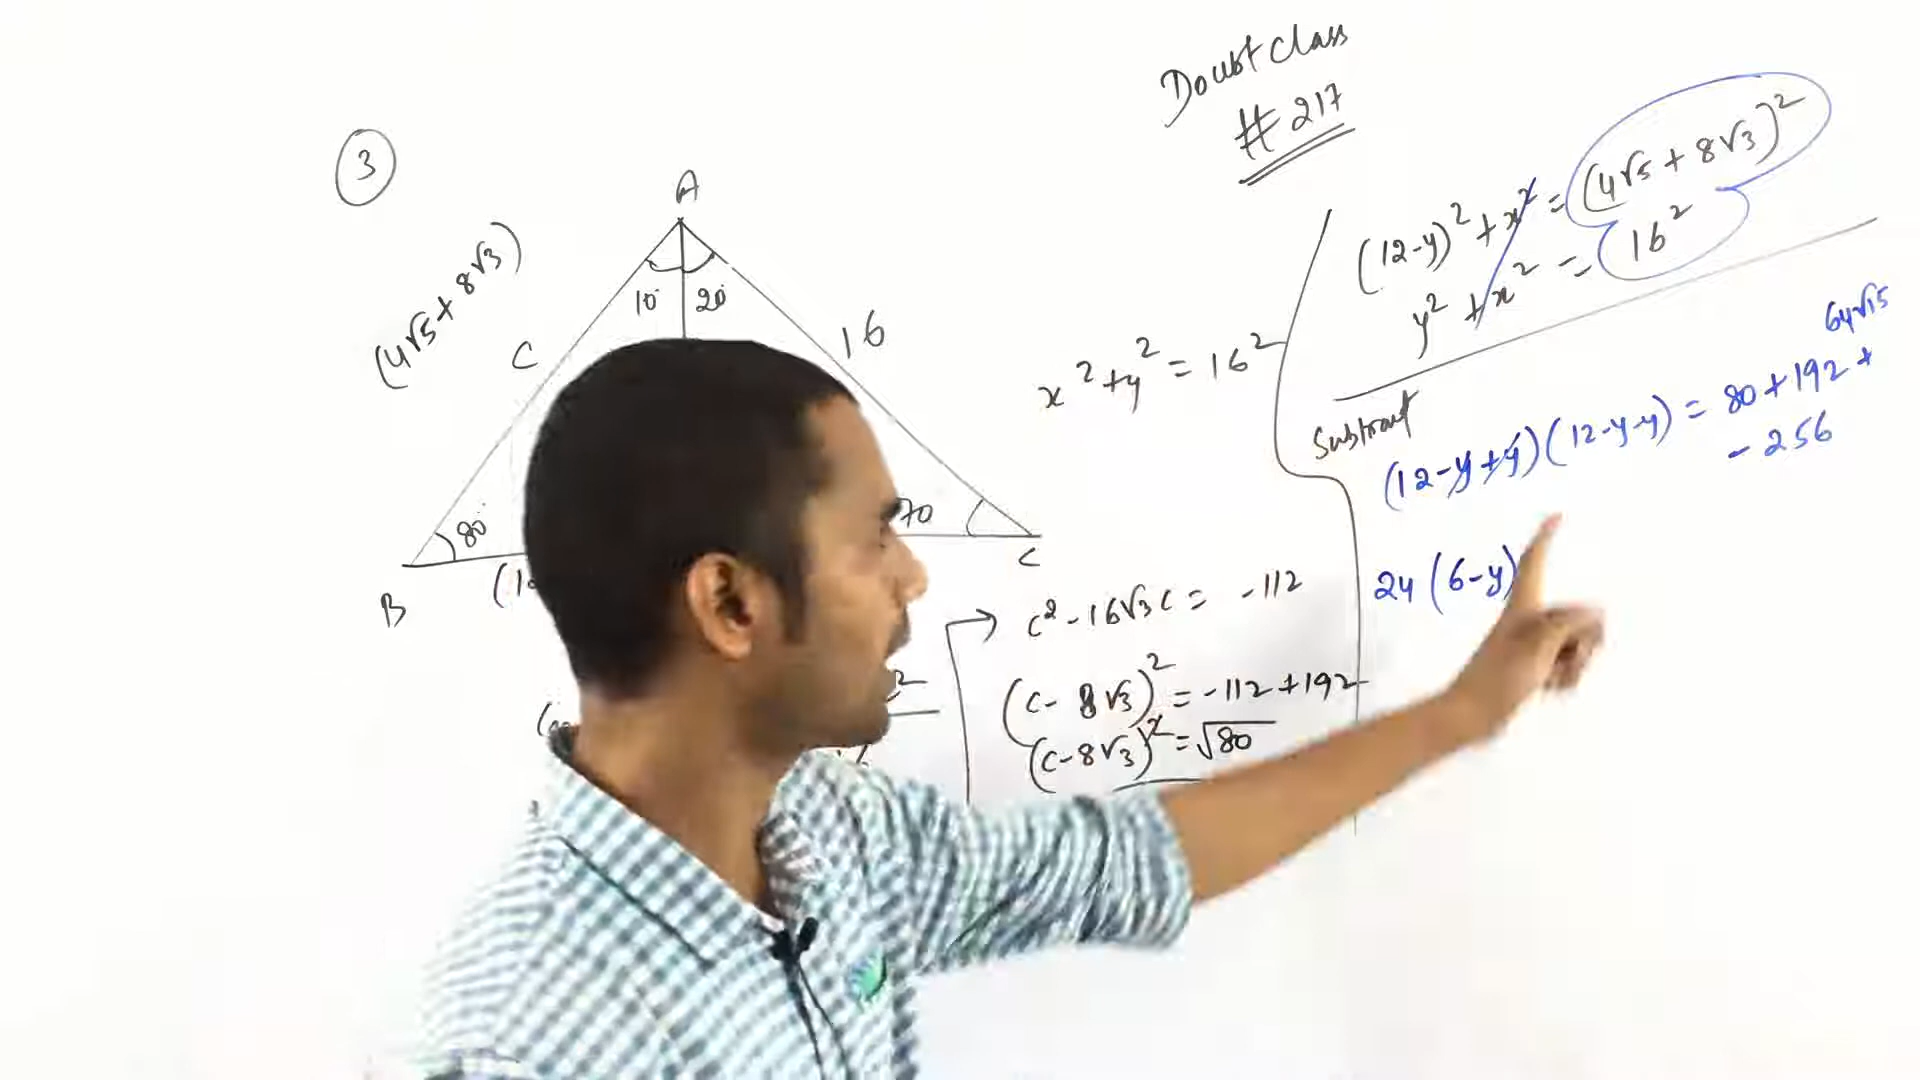 Doubt Class
# 217
3
A
(4√5 + 8√3)
10° 20°
C
16
80°
70
B
C
x² + y² = 16²
(12-y)² + x² = (4√5 + 8√3)²
y² + x² = 16²
Subtract
64√15
(12-y+y)(12-y-y) = 80+192 +
- 256
24 (6-y)
→ c² - 16√3 c = -112
(c - 8√3)² = -112 + 192
(c - 8√3)² = √80